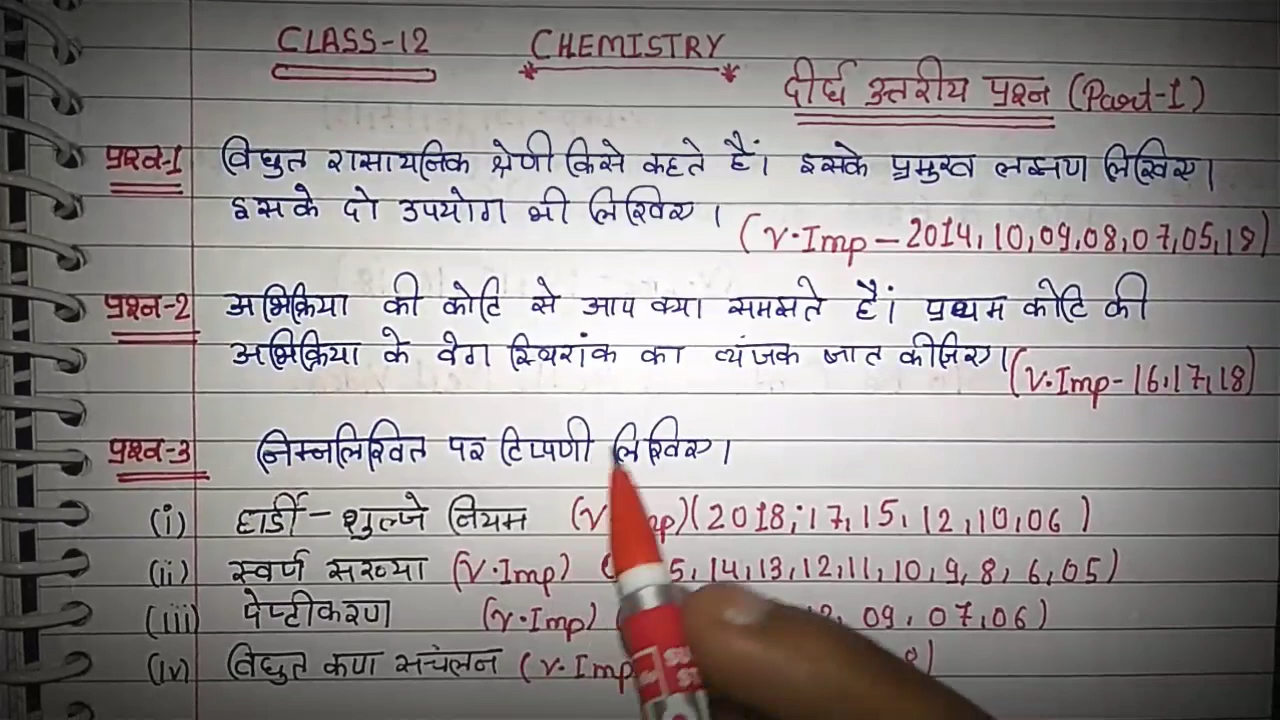 CLASS-12 CHEMISTRY
दीर्घ उत्तरीय प्रश्न (Part-1)
प्रश्न-1 विधुत रासायनिक श्रेणी किसे कहते हैं। इसके प्रमुख लक्षण लिखिए।
इसके दो उपयोग भी लिखिए।
(V.Imp-2014,10,09,08,07,05,18)
प्रश्न-2 अभिक्रिया की कोटि से आप क्या समझते हैं। प्रथम कोटि की
अभिक्रिया के वेग स्थिरांक का व्यंजक ज्ञात कीजिए।
(V.Imp-16,17,18)
प्रश्न-3 निम्नलिखित पर टिप्पणी लिखिए।
(i) हार्डी-शुल्जे नियम (V mp) (2018,17,15,12,10,06)
(ii) स्वर्ण संख्या (V.Imp) ( 5,14,13,12,11,10,9,8,6,05)
(iii) पेप्टीकरण (V.Imp) 09,07,06)
(iv) विधुत कण संचलन (V.Imp